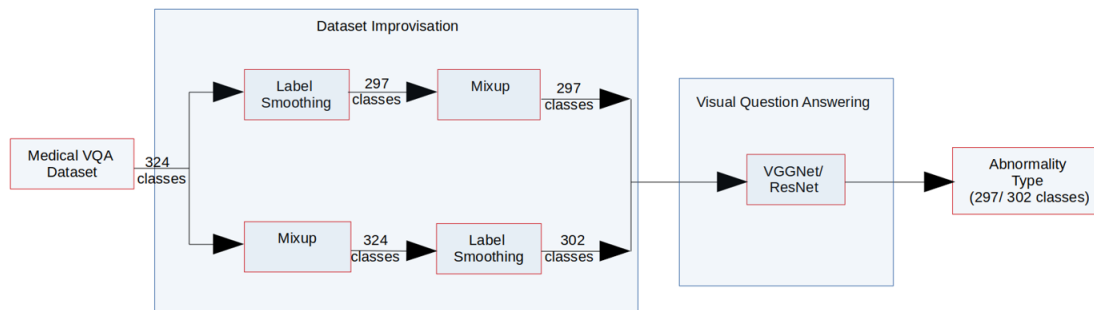 Dataset Improvisation
Label
Smoothing
297
classes
Mixup
297
classes
Medical VQA
Dataset
324
classes
Mixup
324
classes
Label
Smoothing
302
classes
Visual Question Answering
VGGNet/
ResNet
Abnormality
Type
(297/ 302 classes)